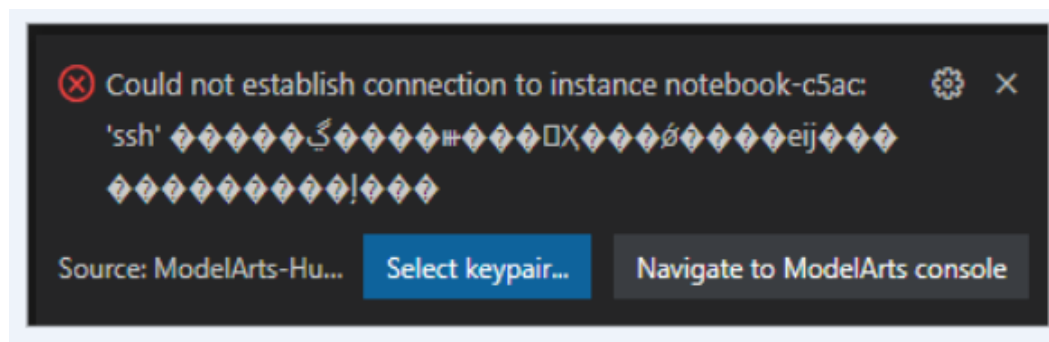 Could not establish connection to instance notebook-c5ac:
'ssh'
Source: ModelArts-Hu...
Select keypair...
Navigate to ModelArts console